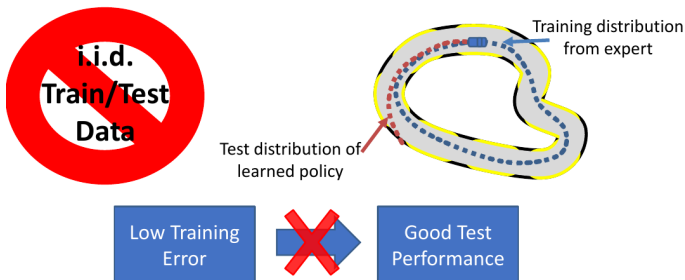 i.i.d.
Train/Test
Data
Training distribution
from expert
Test distribution of
learned policy
Low Training
Error
Good Test
Performance